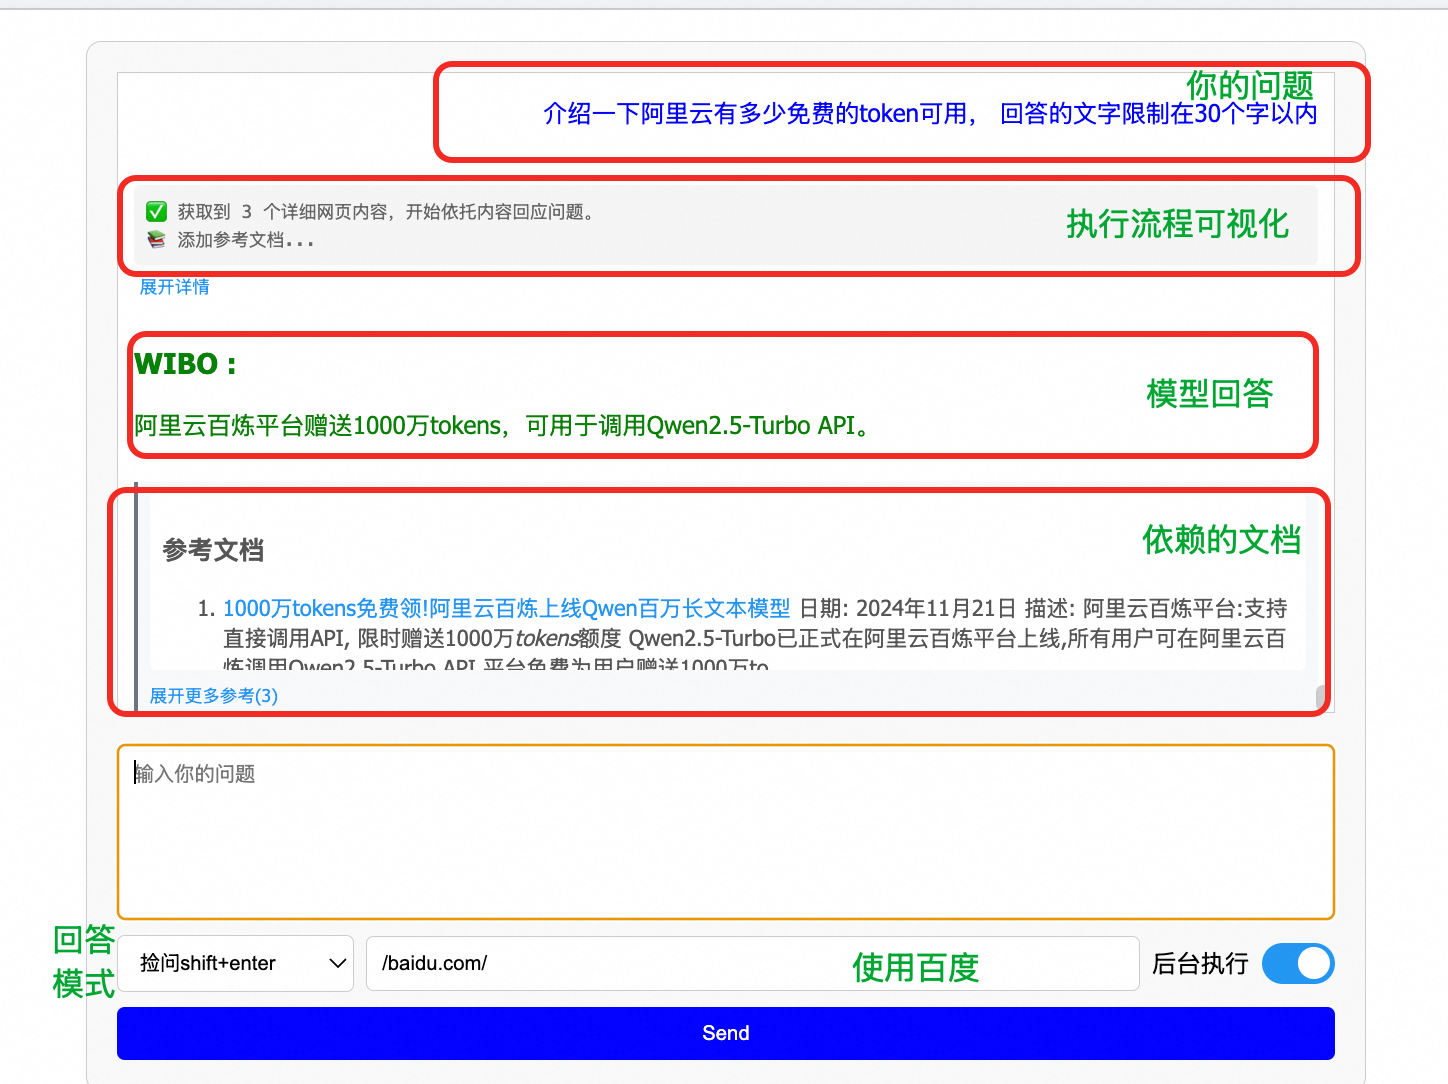 你的问题
介绍一下阿里云有多少免费的token可用， 回答的文字限制在30个字以内
✅ 获取到 3 个详细网页内容，开始依托内容回应问题。
📚 添加参考文档...
执行流程可视化
展开详情
WIBO :
模型回答
阿里云百炼平台赠送1000万tokens，可用于调用Qwen2.5-Turbo API。
依赖的文档
参考文档
1. 1000万tokens免费领!阿里云百炼上线Qwen百万长文本模型 日期: 2024年11月21日 描述: 阿里云百炼平台:支持
直接调用API, 限时赠送1000万tokens额度 Qwen2.5-Turbo已正式在阿里云百炼平台上线,所有用户可在阿里云百
炼调用Qwen2.5-Turbo API,平台免费为用户赠送1000万to
展开更多参考(3)
输入你的问题
回答
模式
捡问shift+enter
/baidu.com/
使用百度
后台执行
Send